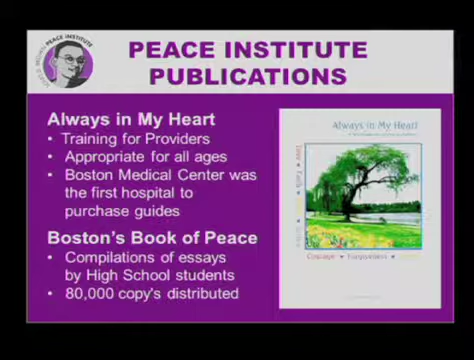 PEACE INSTITUTE
PEACE INSTITUTE
PUBLICATIONS
Always in My Heart
• Training for Providers
• Appropriate for all ages
• Boston Medical Center was
the first hospital to
purchase guides
Boston's Book of Peace
• Compilations of essays
by High School students
• 80,000 copy's distributed
Always in My Heart
Love • Faith
Courage • Forgiveness •